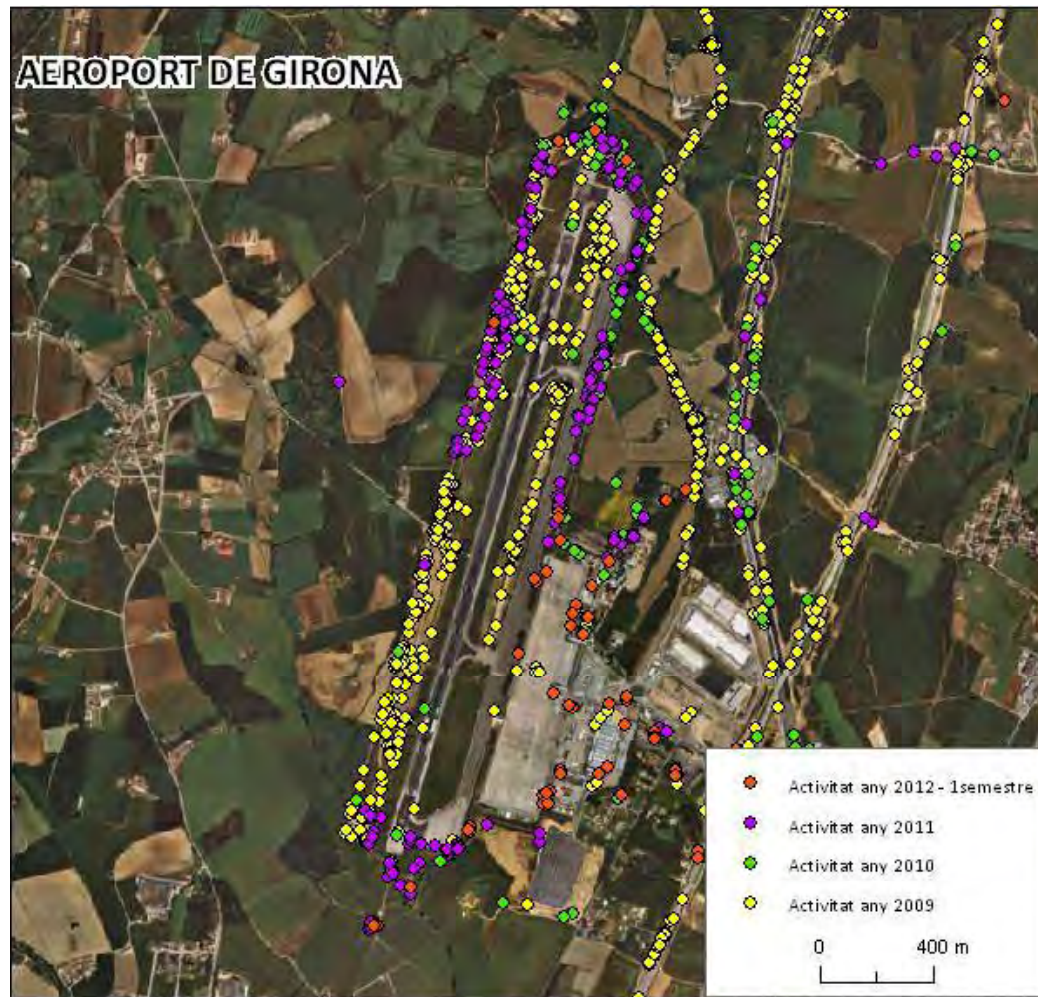 AEROPORT DE GIRONA
Activitat any 2012 - 1semestre
Activitat any 2011
Activitat any 2010
Activitat any 2009
0 400 m